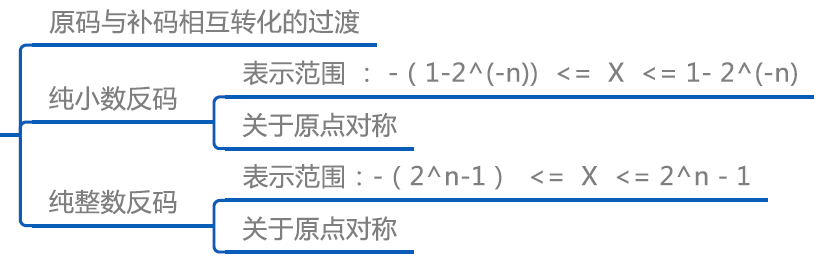 原码与补码相互转化的过渡
表示范围 ： - ( 1-2^(-n)) <= X <= 1- 2^(-n)
纯小数反码
关于原点对称
表示范围：- ( 2^n-1 ) <= X <= 2^n - 1
纯整数反码
关于原点对称